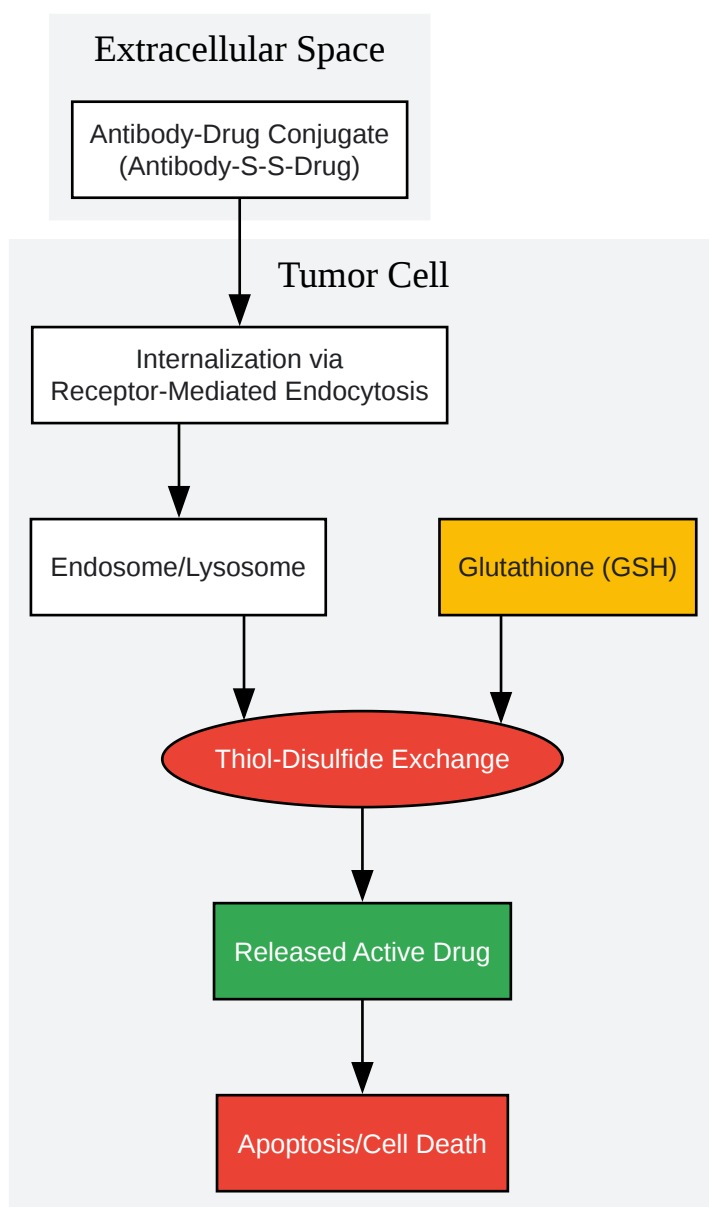 Extracellular Space
Antibody-Drug Conjugate
(Antibody-S-S-Drug)
Tumor Cell
Internalization via
Receptor-Mediated Endocytosis
Endosome/Lysosome
Glutathione (GSH)
Thiol-Disulfide Exchange
Released Active Drug
Apoptosis/Cell Death